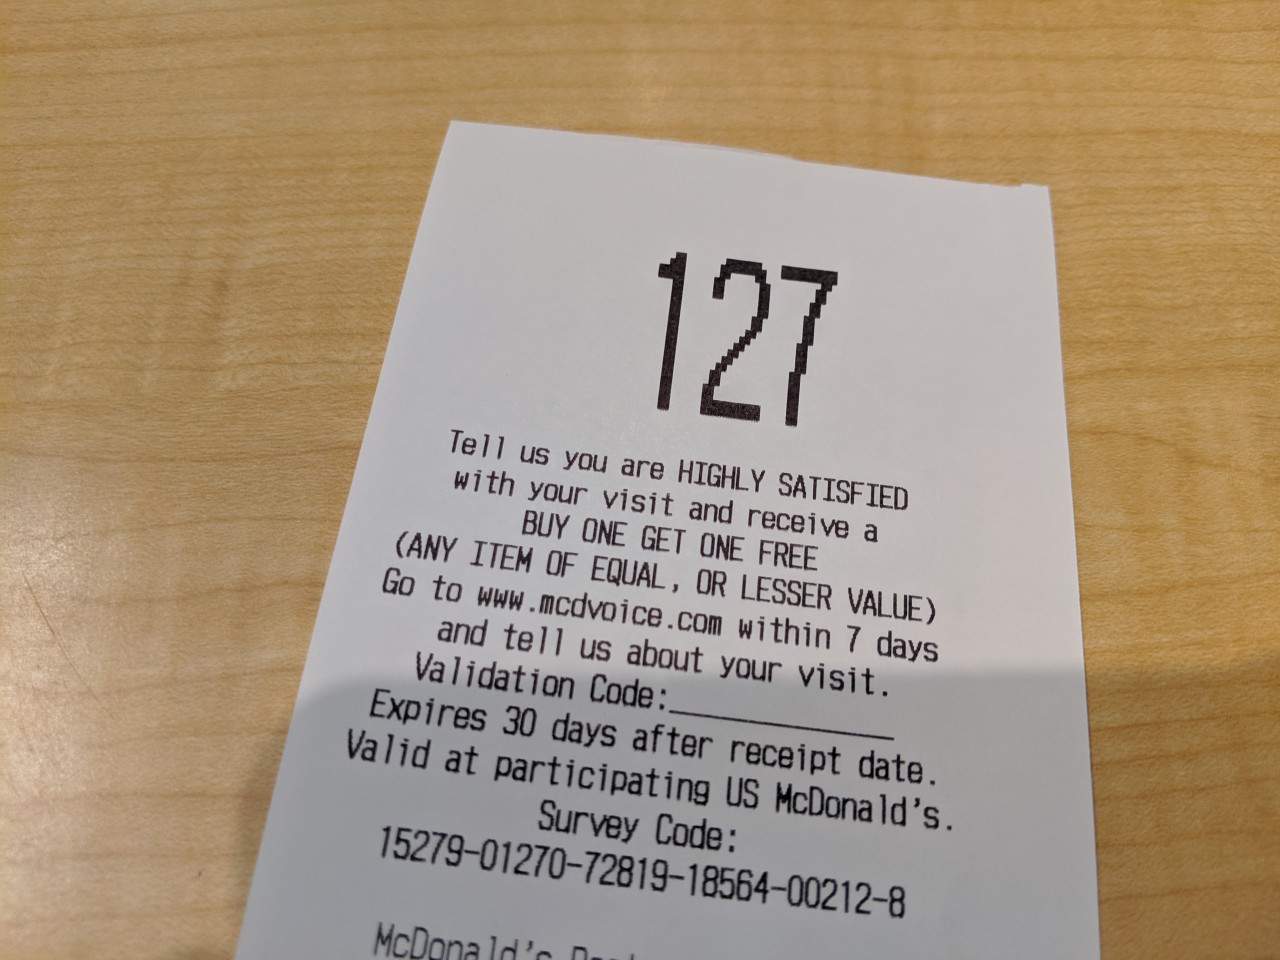 127
Tell us you are HIGHLY SATISFIED
with your visit and receive a
BUY ONE GET ONE FREE
(ANY ITEM OF EQUAL, OR LESSER VALUE)
Go to www.mcdvoice.com within 7 days
and tell us about your visit.
Validation Code:____________
Expires 30 days after receipt date.
Valid at participating US McDonald's.
Survey Code:
15279-01270-72819-18564-00212-8
McDonald's